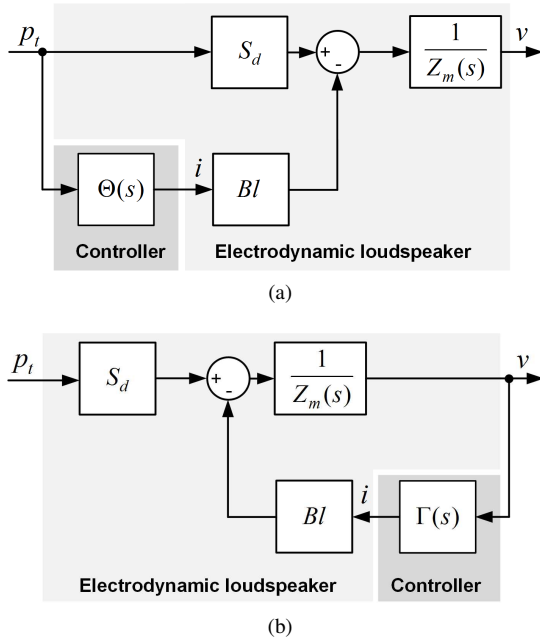 p_t
S_d
+
-
1
Z_m(s)
v
Θ(s)
i
Bl
Controller
Electrodynamic loudspeaker
(a)
p_t
S_d
+
-
1
Z_m(s)
v
Bl
i
Γ(s)
Electrodynamic loudspeaker
Controller
(b)